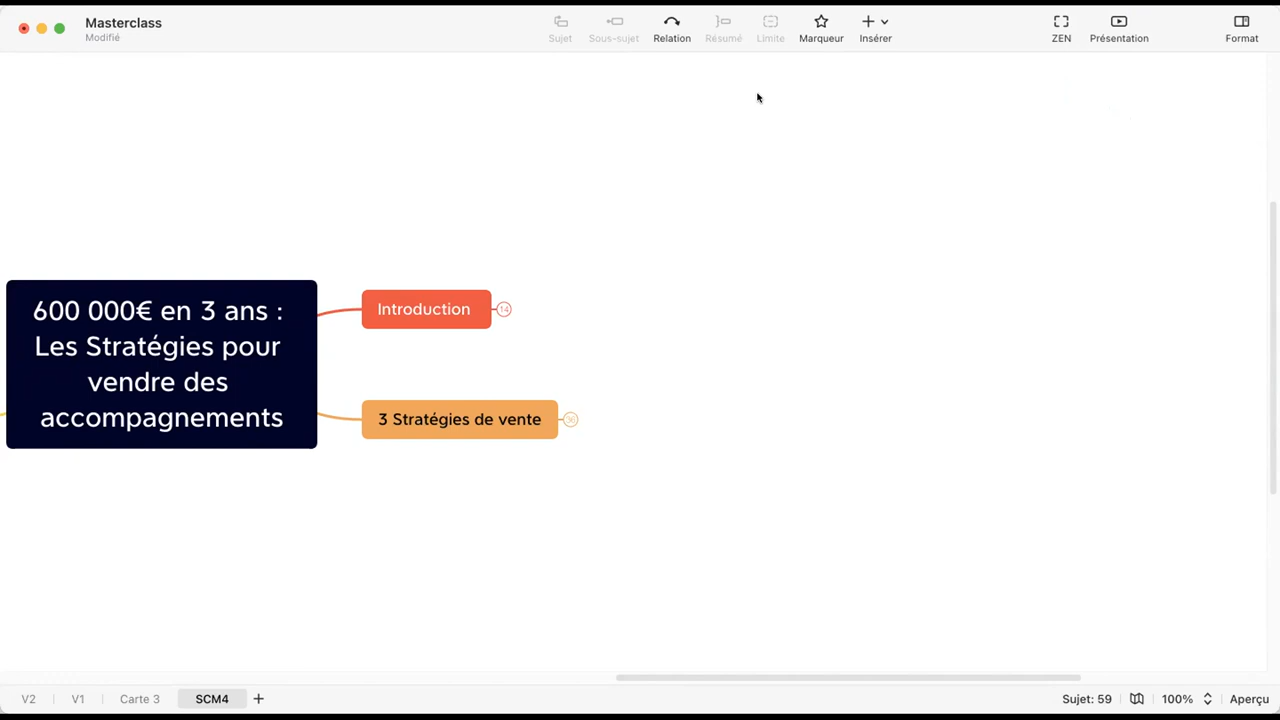 Masterclass
Modifié
Sujet
Sous-sujet
Relation
Résumé
Limite
Marqueur
Insérer
ZEN
Présentation
Format
600 000€ en 3 ans :
Les Stratégies pour
vendre des
accompagnements
Introduction
14
3 Stratégies de vente
V2
V1
Carte 3
SCM4
Sujet: 59
100%
Aperçu